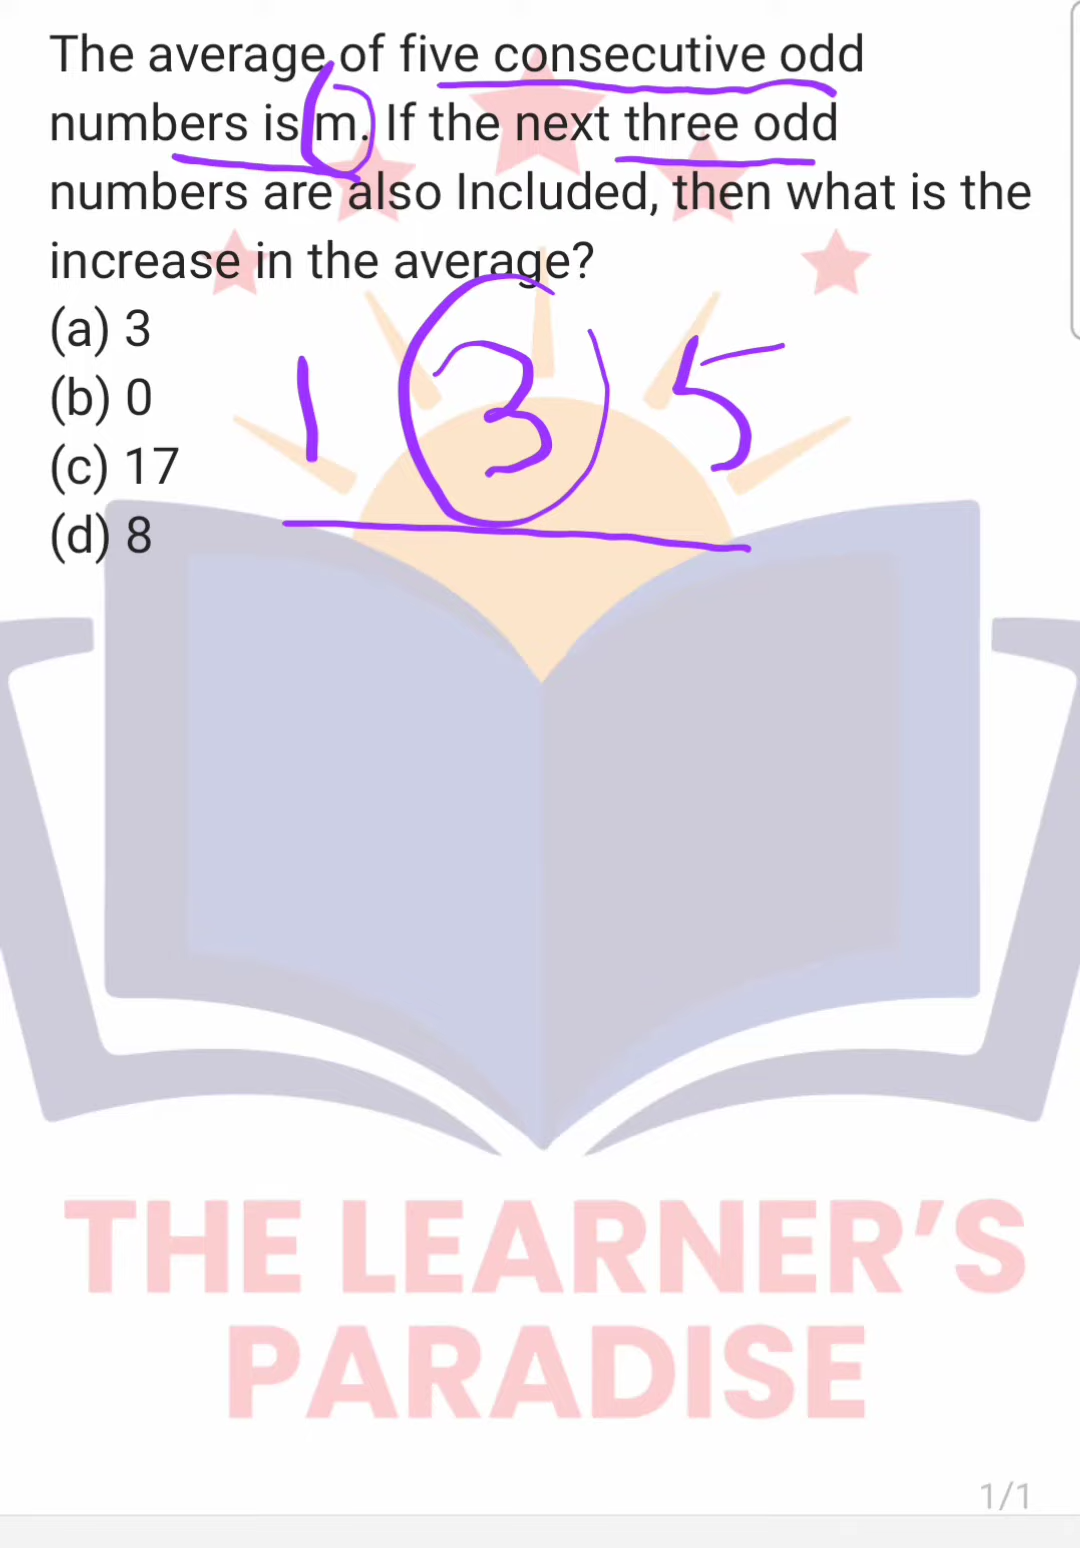 The average of five consecutive odd
numbers is m. If the next three odd
numbers are also Included, then what is the
increase in the average?
(a) 3
(b) 0
(c) 17
(d) 8
1 3 5
THE LEARNER'S
PARADISE
1/1